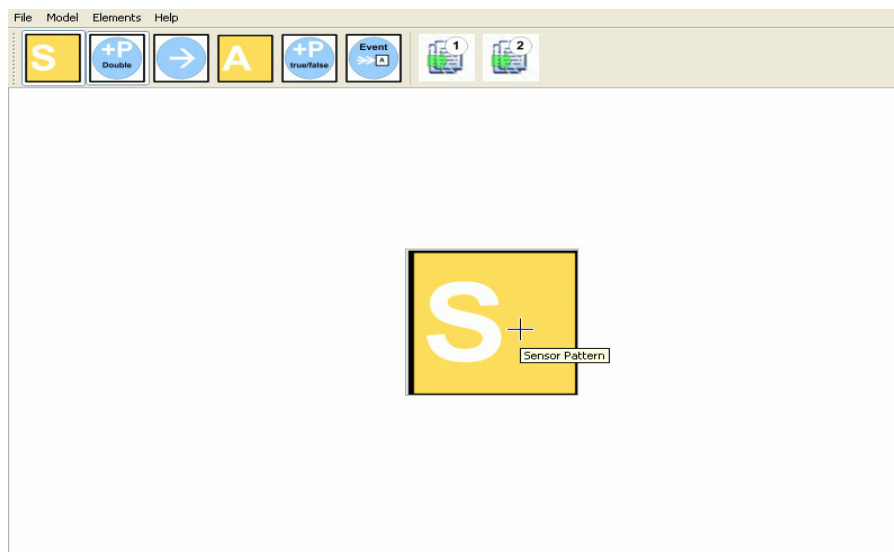 File Model Elements Help
S +P Double A +P true/false Event A 1 2
S
Sensor Pattern